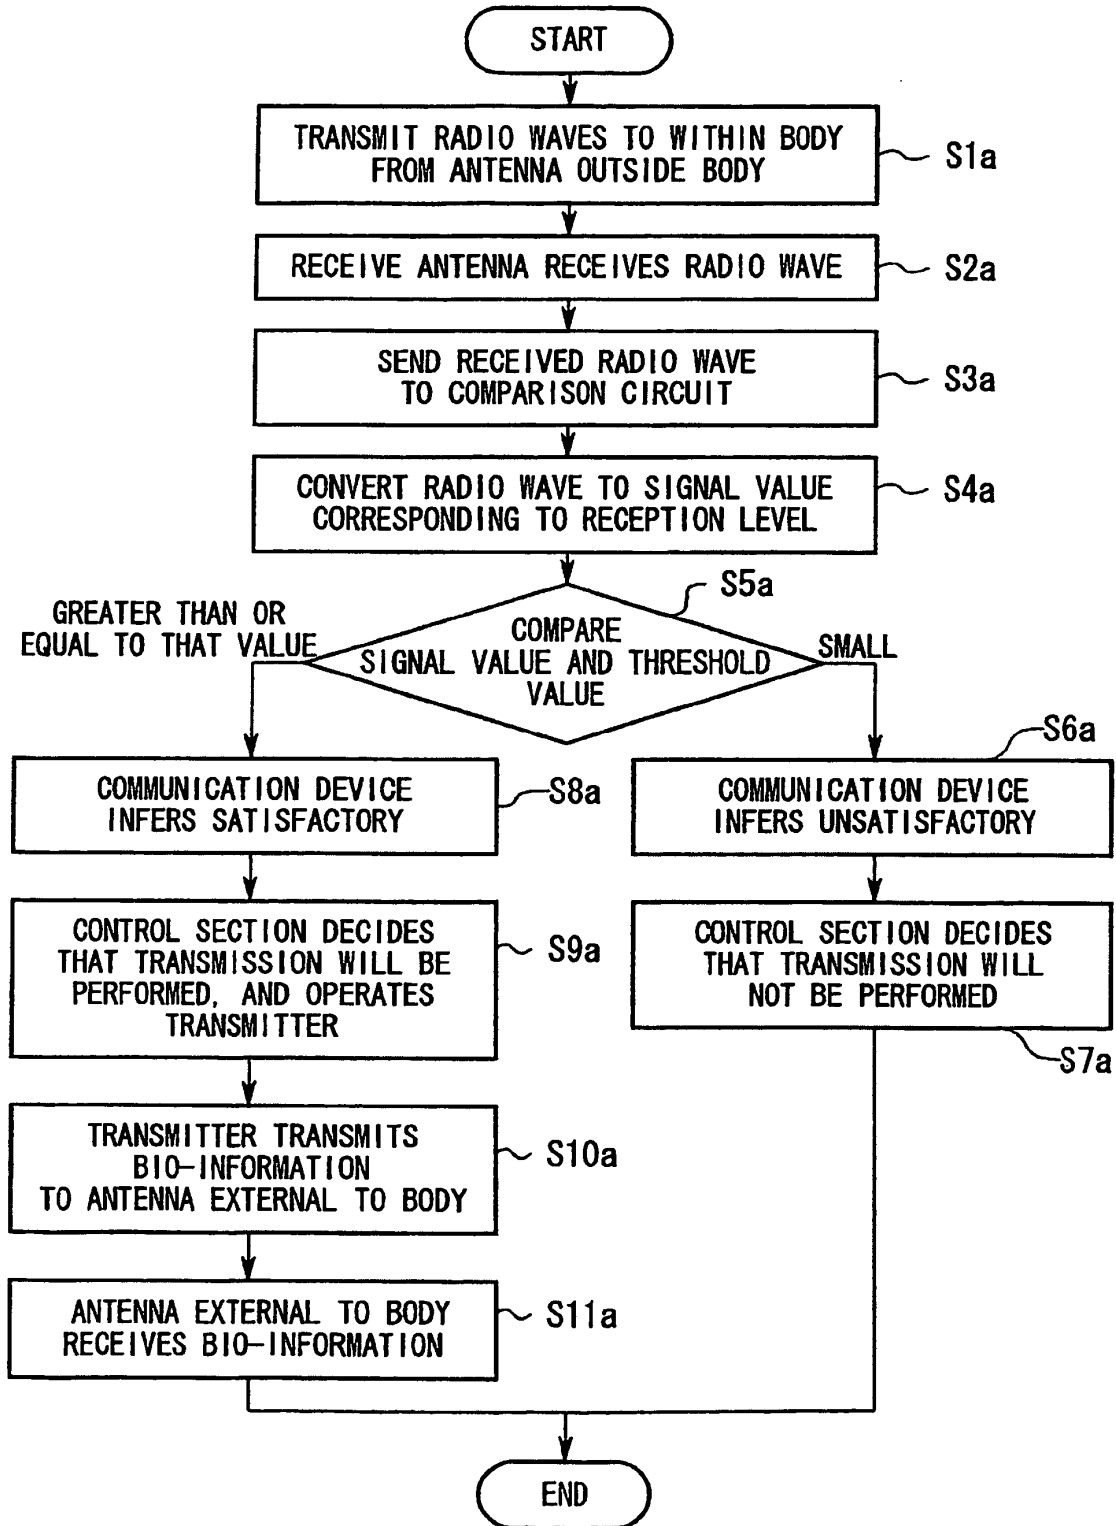 START
TRANSMIT RADIO WAVES TO WITHIN BODY
FROM ANTENNA OUTSIDE BODY
S1a
RECEIVE ANTENNA RECEIVES RADIO WAVE
S2a
SEND RECEIVED RADIO WAVE
TO COMPARISON CIRCUIT
S3a
CONVERT RADIO WAVE TO SIGNAL VALUE
CORRESPONDING TO RECEPTION LEVEL
S4a
S5a
COMPARE
SIGNAL VALUE AND THRESHOLD
VALUE
GREATER THAN OR
EQUAL TO THAT VALUE
SMALL
COMMUNICATION DEVICE
INFERS SATISFACTORY
S8a
S6a
COMMUNICATION DEVICE
INFERS UNSATISFACTORY
CONTROL SECTION DECIDES
THAT TRANSMISSION WILL BE
PERFORMED, AND OPERATES
TRANSMITTER
S9a
CONTROL SECTION DECIDES
THAT TRANSMISSION WILL
NOT BE PERFORMED
S7a
TRANSMITTER TRANSMITS
BIO-INFORMATION
TO ANTENNA EXTERNAL TO BODY
S10a
ANTENNA EXTERNAL TO BODY
RECEIVES BIO-INFORMATION
S11a
END